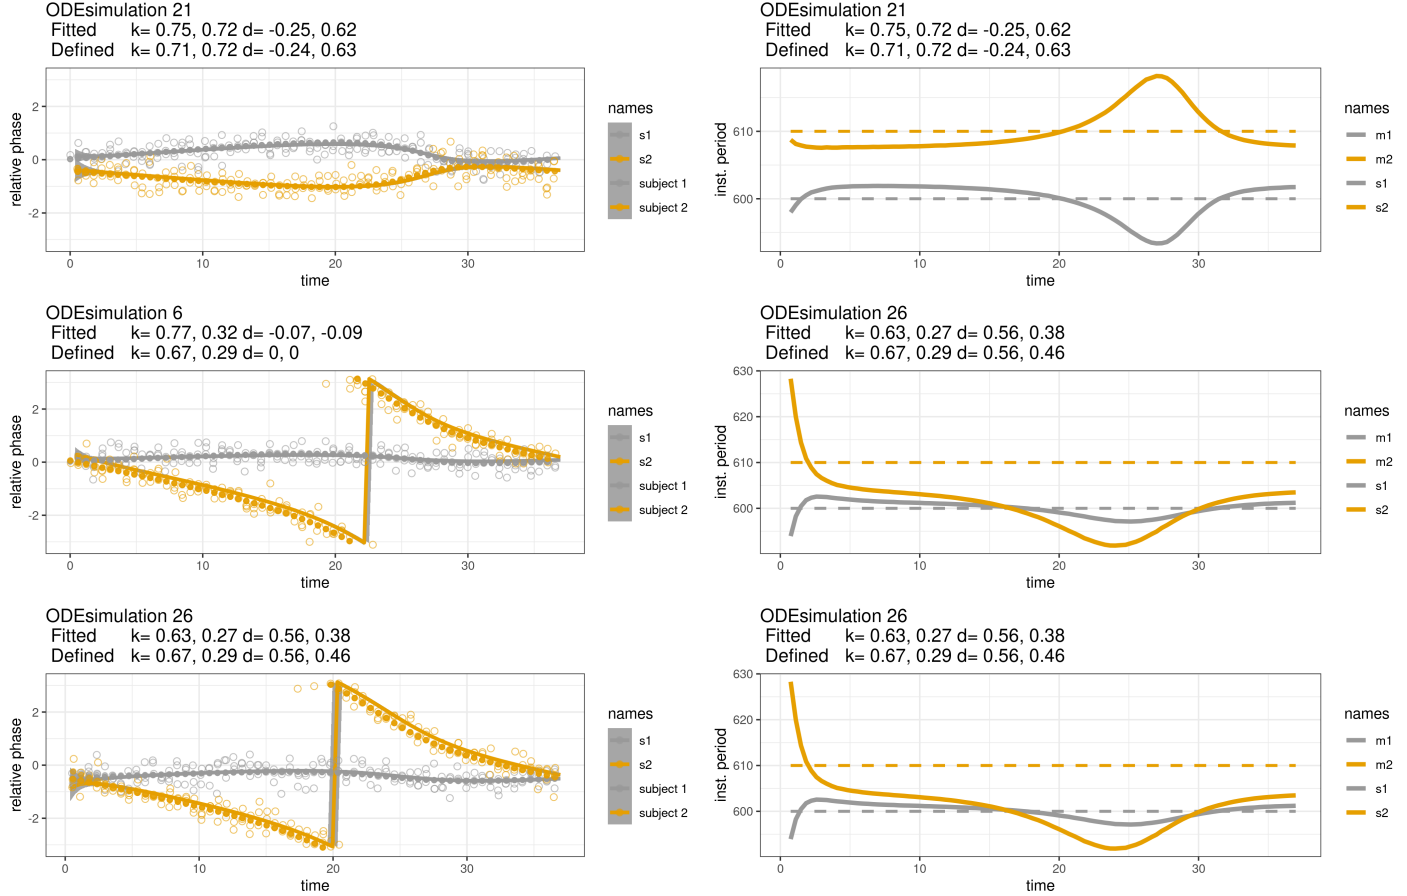 ODEsimulation 21
Fitted k= 0.75, 0.72 d= -0.25, 0.62
Defined k= 0.71, 0.72 d= -0.24, 0.63
relative phase
2
0
-2
0 10 20 30
time
names
s1
s2
subject 1
subject 2
ODEsimulation 21
Fitted k= 0.75, 0.72 d= -0.25, 0.62
Defined k= 0.71, 0.72 d= -0.24, 0.63
inst. period
610
600
0 10 20 30
time
names
m1
m2
s1
s2
ODEsimulation 6
Fitted k= 0.77, 0.32 d= -0.07, -0.09
Defined k= 0.67, 0.29 d= 0, 0
relative phase
2
0
-2
0 10 20 30
time
names
s1
s2
subject 1
subject 2
ODEsimulation 26
Fitted k= 0.63, 0.27 d= 0.56, 0.38
Defined k= 0.67, 0.29 d= 0.56, 0.46
inst. period
630
620
610
600
0 10 20 30
time
names
m1
m2
s1
s2
ODEsimulation 26
Fitted k= 0.63, 0.27 d= 0.56, 0.38
Defined k= 0.67, 0.29 d= 0.56, 0.46
relative phase
2
0
-2
0 10 20 30
time
names
s1
s2
subject 1
subject 2
ODEsimulation 26
Fitted k= 0.63, 0.27 d= 0.56, 0.38
Defined k= 0.67, 0.29 d= 0.56, 0.46
inst. period
630
620
610
600
0 10 20 30
time
names
m1
m2
s1
s2